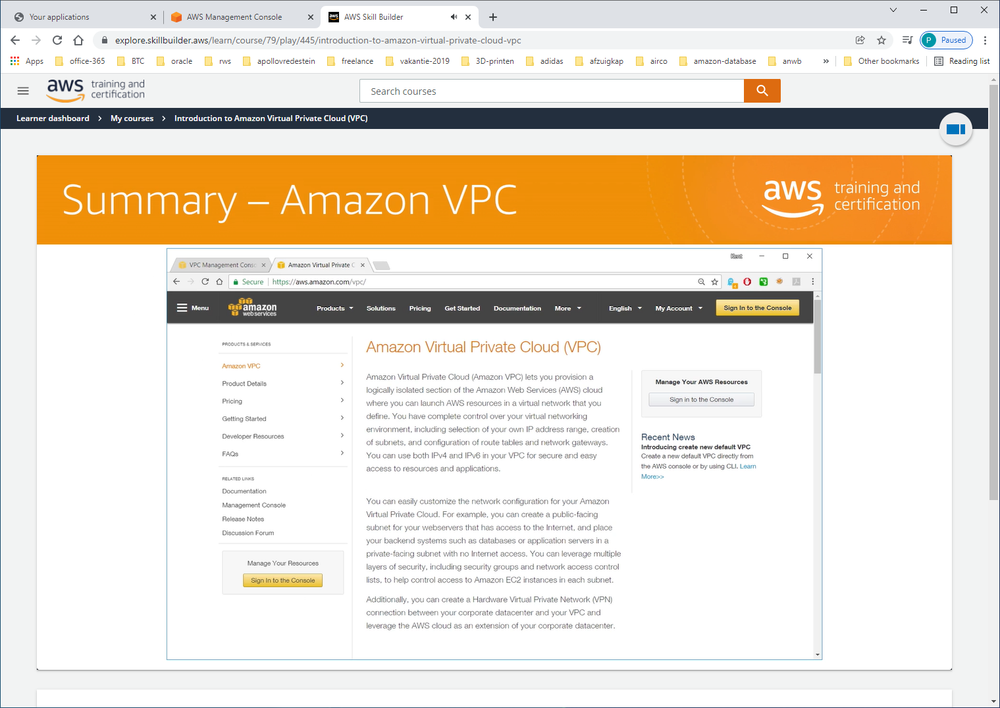 Your applications
AWS Management Console
AWS Skill Builder
explore.skillbuilder.aws/learn/course/79/play/445/introduction-to-amazon-virtual-private-cloud-vpc
P Paused
Apps office-365 BTC oracle rws apollovredestein freelance vakantie-2019 3D-printen adidas afzuigkap airco amazon-database anwb » Other bookmarks Reading list
aws training and
certification
Search courses
Learner dashboard > My courses > Introduction to Amazon Virtual Private Cloud (VPC)
Summary – Amazon VPC
aws training and
certification
Kent
VPC Management Conso
Amazon Virtual Private C
Secure https://aws.amazon.com/vpc/
Menu
amazon
web services
Products Solutions Pricing Get Started Documentation More English My Account Sign In to the Console
PRODUCTS & SERVICES
Amazon VPC
Product Details
Pricing
Getting Started
Developer Resources
FAQs
RELATED LINKS
Documentation
Management Console
Release Notes
Discussion Forum
Manage Your Resources
Sign In to the Console
Amazon Virtual Private Cloud (VPC)
Amazon Virtual Private Cloud (Amazon VPC) lets you provision a
logically isolated section of the Amazon Web Services (AWS) cloud
where you can launch AWS resources in a virtual network that you
define. You have complete control over your virtual networking
environment, including selection of your own IP address range, creation
of subnets, and configuration of route tables and network gateways.
You can use both IPv4 and IPv6 in your VPC for secure and easy
access to resources and applications.
You can easily customize the network configuration for your Amazon
Virtual Private Cloud. For example, you can create a public-facing
subnet for your webservers that has access to the Internet, and place
your backend systems such as databases or application servers in a
private-facing subnet with no Internet access. You can leverage multiple
layers of security, including security groups and network access control
lists, to help control access to Amazon EC2 instances in each subnet.
Additionally, you can create a Hardware Virtual Private Network (VPN)
connection between your corporate datacenter and your VPC and
leverage the AWS cloud as an extension of your corporate datacenter.
Manage Your AWS Resources
Sign in to the Console
Recent News
Introducing create new default VPC
Create a new default VPC directly from
the AWS console or by using CLI. Learn
More>>